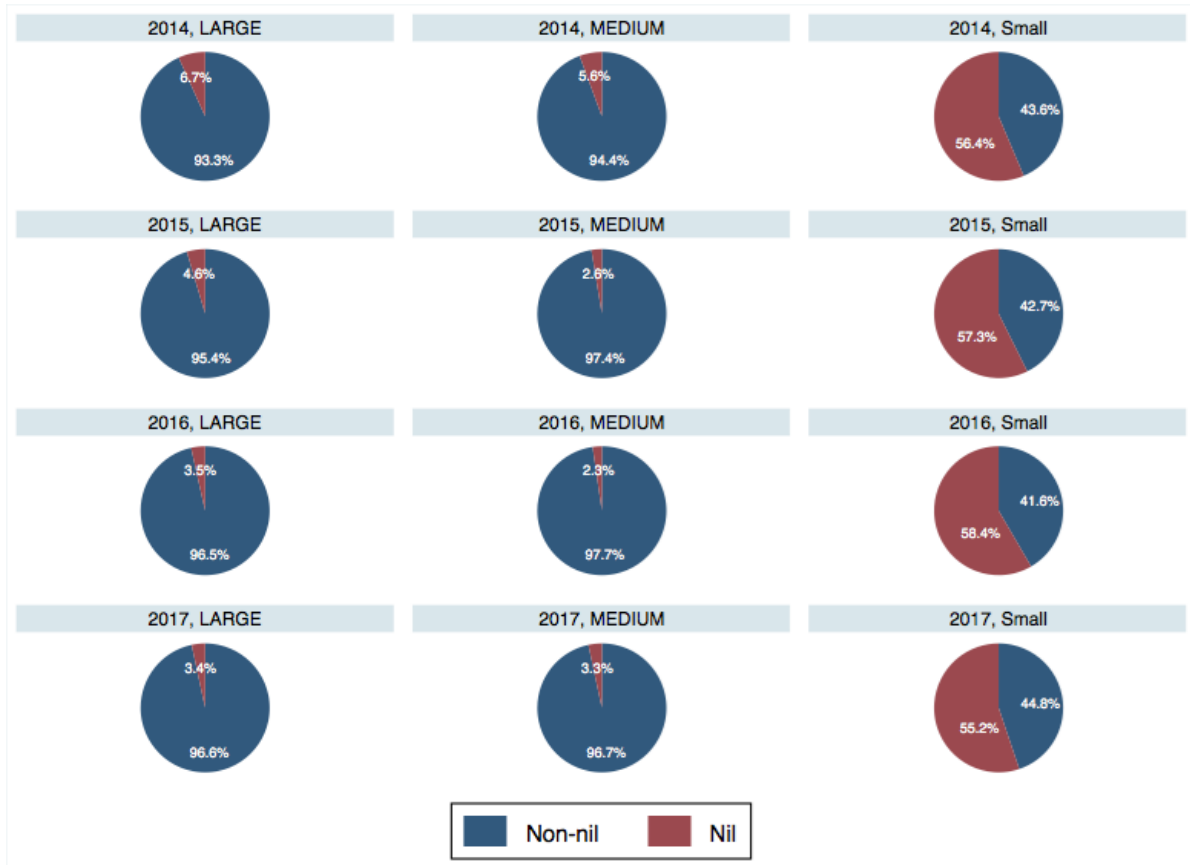 2014, LARGE
2014, MEDIUM
2014, Small
6.7%
93.3%
5.6%
94.4%
43.6%
56.4%
2015, LARGE
2015, MEDIUM
2015, Small
4.6%
95.4%
2.6%
97.4%
42.7%
57.3%
2016, LARGE
2016, MEDIUM
2016, Small
3.5%
96.5%
2.3%
97.7%
41.6%
58.4%
2017, LARGE
2017, MEDIUM
2017, Small
3.4%
96.6%
3.3%
96.7%
44.8%
55.2%
Non-nil
Nil